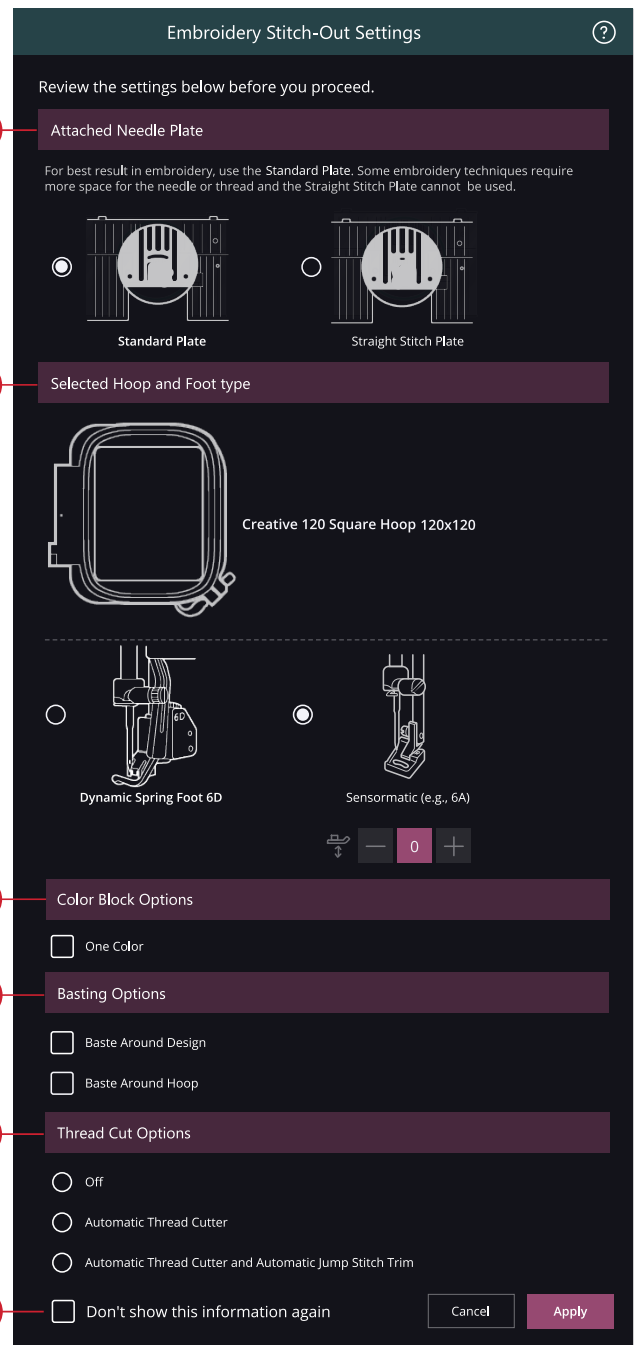 Embroidery Stitch-Out Settings ?
Review the settings below before you proceed.
Attached Needle Plate
For best result in embroidery, use the Standard Plate. Some embroidery techniques require
more space for the needle or thread and the Straight Stitch Plate cannot be used.
Standard Plate Straight Stitch Plate
Selected Hoop and Foot type
Creative 120 Square Hoop 120x120
6D
Dynamic Spring Foot 6D Sensormatic (e.g., 6A)
0
Color Block Options
One Color
Basting Options
Baste Around Design
Baste Around Hoop
Thread Cut Options
Off
Automatic Thread Cutter
Automatic Thread Cutter and Automatic Jump Stitch Trim
Don't show this information again Cancel Apply